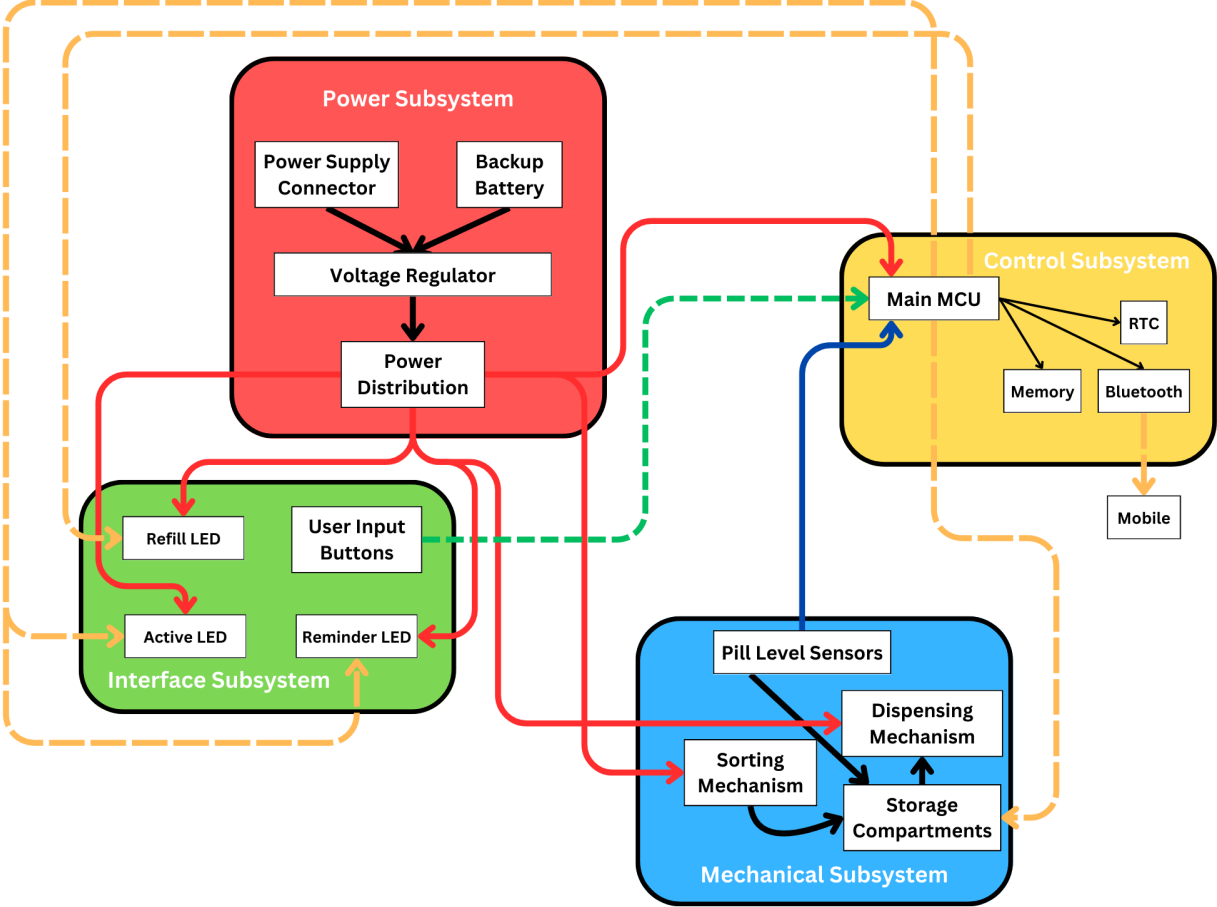 Power Subsystem
Power Supply
Connector
Backup
Battery
Voltage Regulator
Power
Distribution
Control Subsystem
Main MCU
RTC
Memory
Bluetooth
Mobile
Refill LED
User Input
Buttons
Active LED
Reminder LED
Interface Subsystem
Pill Level Sensors
Dispensing
Mechanism
Sorting
Mechanism
Storage
Compartments
Mechanical Subsystem